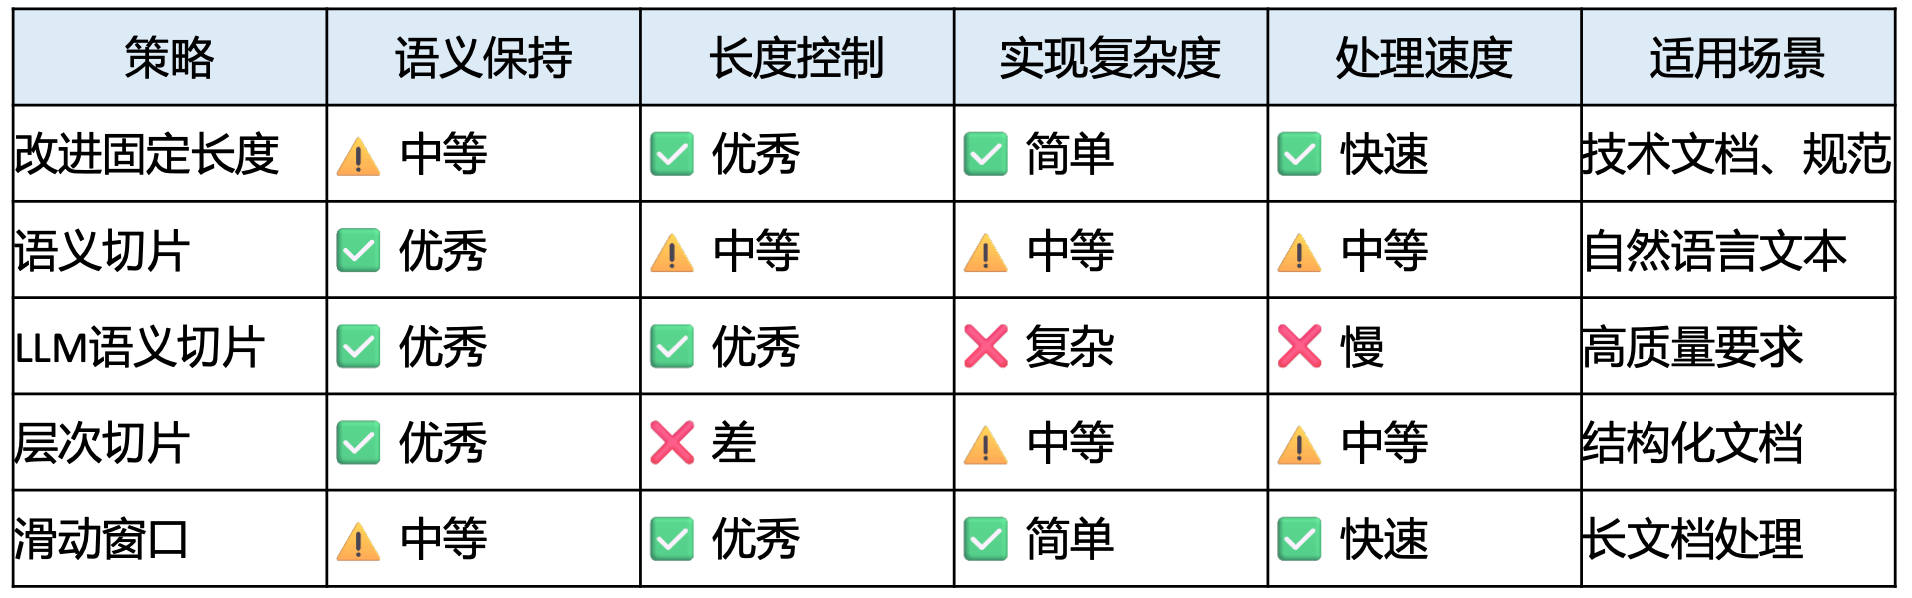 策略 语义保持 长度控制 实现复杂度 处理速度 适用场景
改进固定长度 ⚠️ 中等 ✅ 优秀 ✅ 简单 ✅ 快速 技术文档、规范
语义切片 ✅ 优秀 ⚠️ 中等 ⚠️ 中等 ⚠️ 中等 自然语言文本
LLM语义切片 ✅ 优秀 ✅ 优秀 ❌ 复杂 ❌ 慢 高质量要求
层次切片 ✅ 优秀 ❌ 差 ⚠️ 中等 ⚠️ 中等 结构化文档
滑动窗口 ⚠️ 中等 ✅ 优秀 ✅ 简单 ✅ 快速 长文档处理